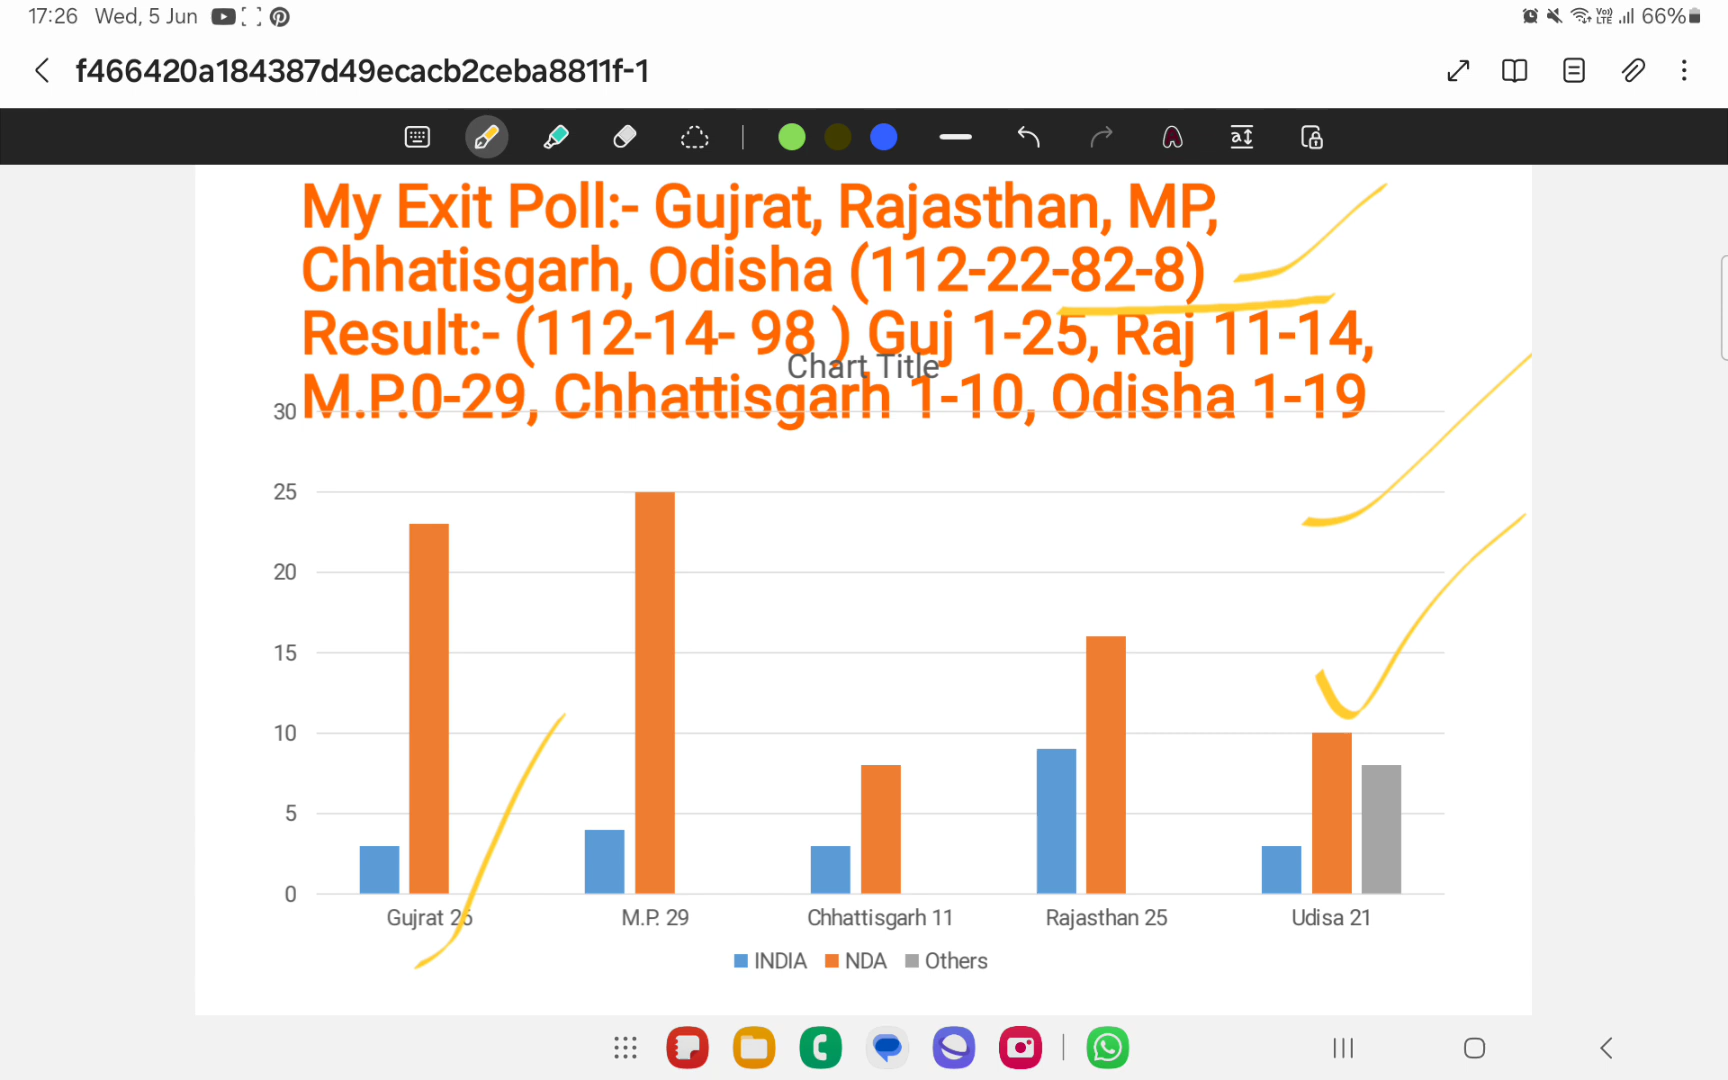 17:26 Wed, 5 Jun
Vo)) LTE 66%
f466420a184387d49ecacb2ceba8811f-1
My Exit Poll:- Gujrat, Rajasthan, MP,
Chhatisgarh, Odisha (112-22-82-8)
Result:- (112-14- 98 ) Guj 1-25, Raj 11-14,
Chart Title
M.P.0-29, Chhattisgarh 1-10, Odisha 1-19
30
25
20
15
10
5
0
Gujrat 26 M.P. 29 Chhattisgarh 11 Rajasthan 25 Udisa 21
INDIA NDA Others